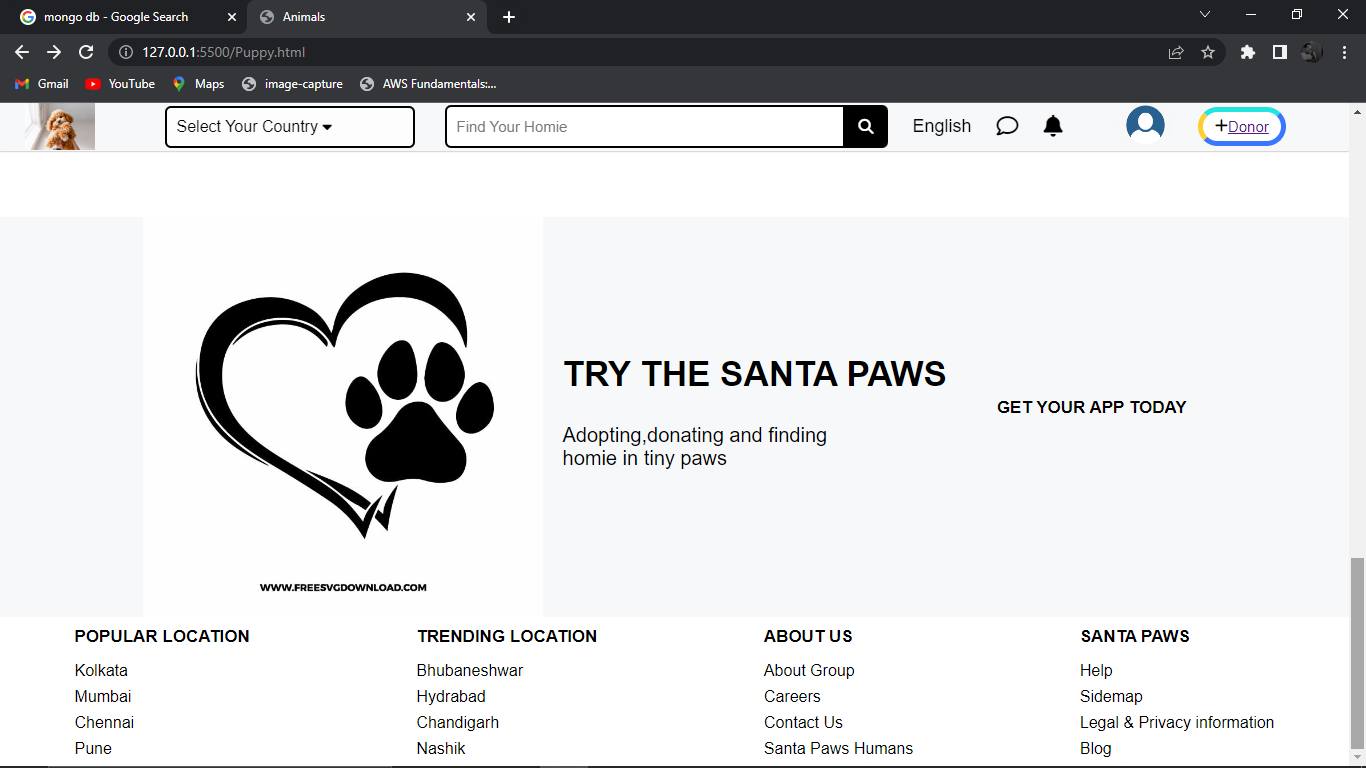 mongo db - Google Search
Animals
127.0.0.1:5500/Puppy.html
Gmail
YouTube
Maps
image-capture
AWS Fundamentals:...
Select Your Country
Find Your Homie
English
+Donor
TRY THE SANTA PAWS
Adopting,donating and finding
homie in tiny paws
GET YOUR APP TODAY
WWW.FREESVGDOWNLOAD.COM
POPULAR LOCATION
Kolkata
Mumbai
Chennai
Pune
TRENDING LOCATION
Bhubaneshwar
Hydrabad
Chandigarh
Nashik
ABOUT US
About Group
Careers
Contact Us
Santa Paws Humans
SANTA PAWS
Help
Sidemap
Legal & Privacy information
Blog